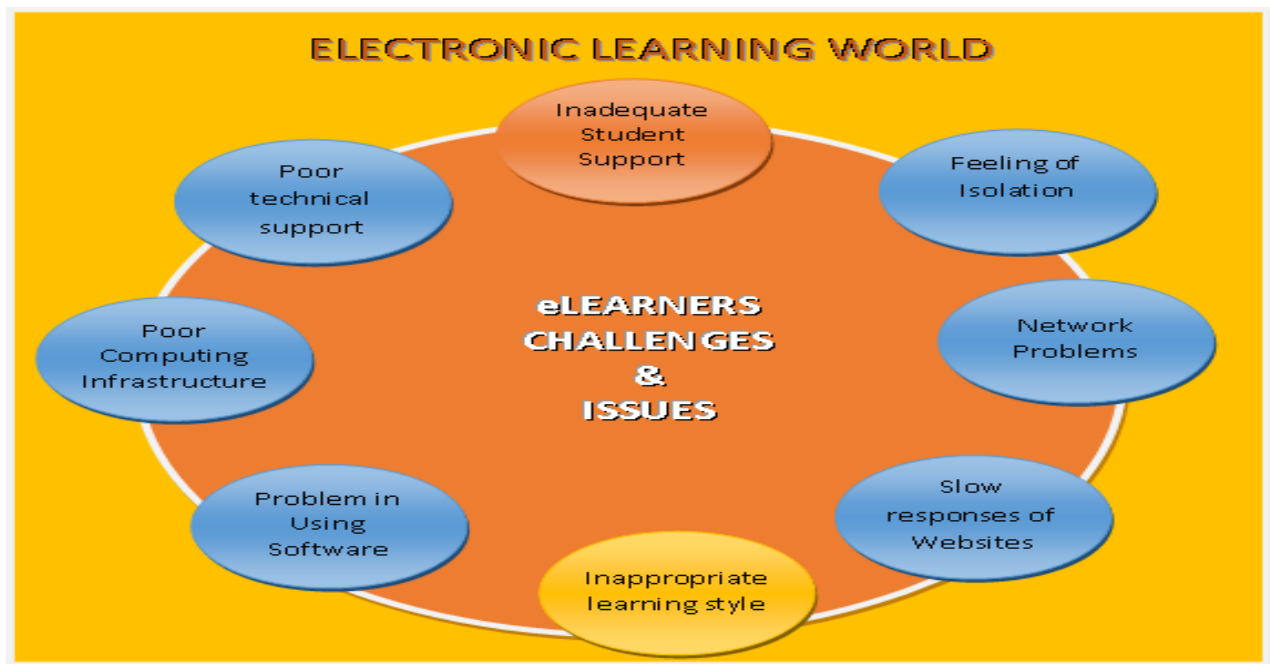 ELECTRONIC LEARNING WORLD
Inadequate
Student
Support
Feeling of
Isolation
Network
Problems
Slow
responses of
Websites
Inappropriate
learning style
Problem in
Using
Software
Poor
Computing
Infrastructure
Poor
technical
support
eLEARNERS
CHALLENGES
&
ISSUES